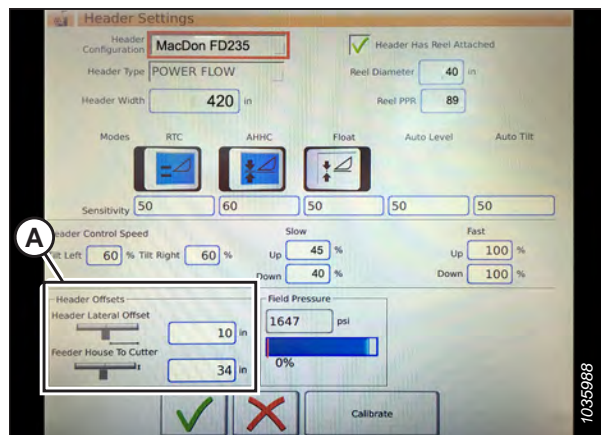 Header Settings
Header Configuration MacDon FD235
Header Has Reel Attached
Header Type POWER FLOW
Reel Diameter 40 in
Header Width 420 in
Reel PPR 89
Modes RTC AHHC Float Auto Level Auto Tilt
Sensitivity 50 60 50 50 50
A
eader Control Speed
Slow
Fast
ilt Left 60 % Tilt Right 60 %
Up 45 %
Up 100 %
Down 40 %
Down 100 %
Header Offsets
Field Pressure
Header Lateral Offset
10 in
1647 psi
Feeder House To Cutter
34 in
0%
Calibrate
1035988